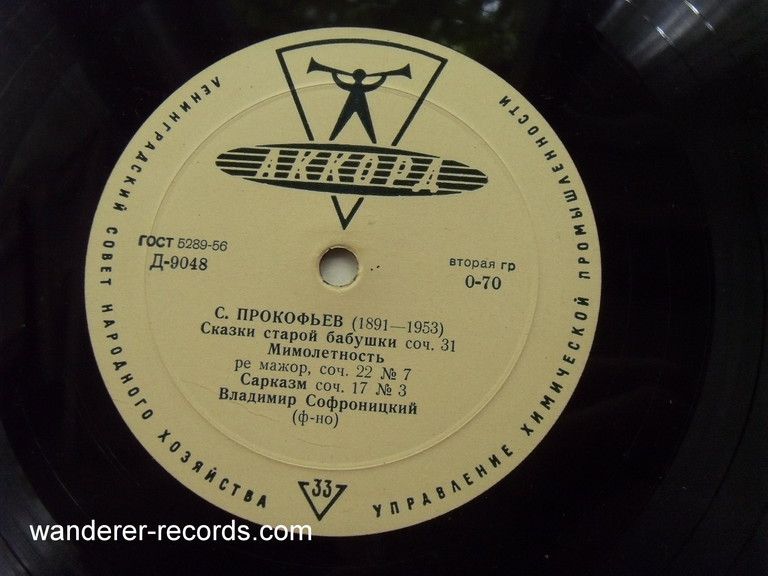 АККОРД
ЛЕНИНГРАДСКИЙ СОВЕТ НАРОДНОГО ХОЗЯЙСТВА
УПРАВЛЕНИЕ ХИМИЧЕСКОЙ ПРОМЫШЛЕННОСТИ
ГОСТ 5289-56
Д-9048
вторая гр
0-70
С. ПРОКОФЬЕВ (1891—1953)
Сказки старой бабушки соч. 31
Мимолетность
ре мажор, соч. 22 № 7
Сарказм соч. 17 № 3
Владимир Софроницкий
(ф-но)
33
wanderer-records.com